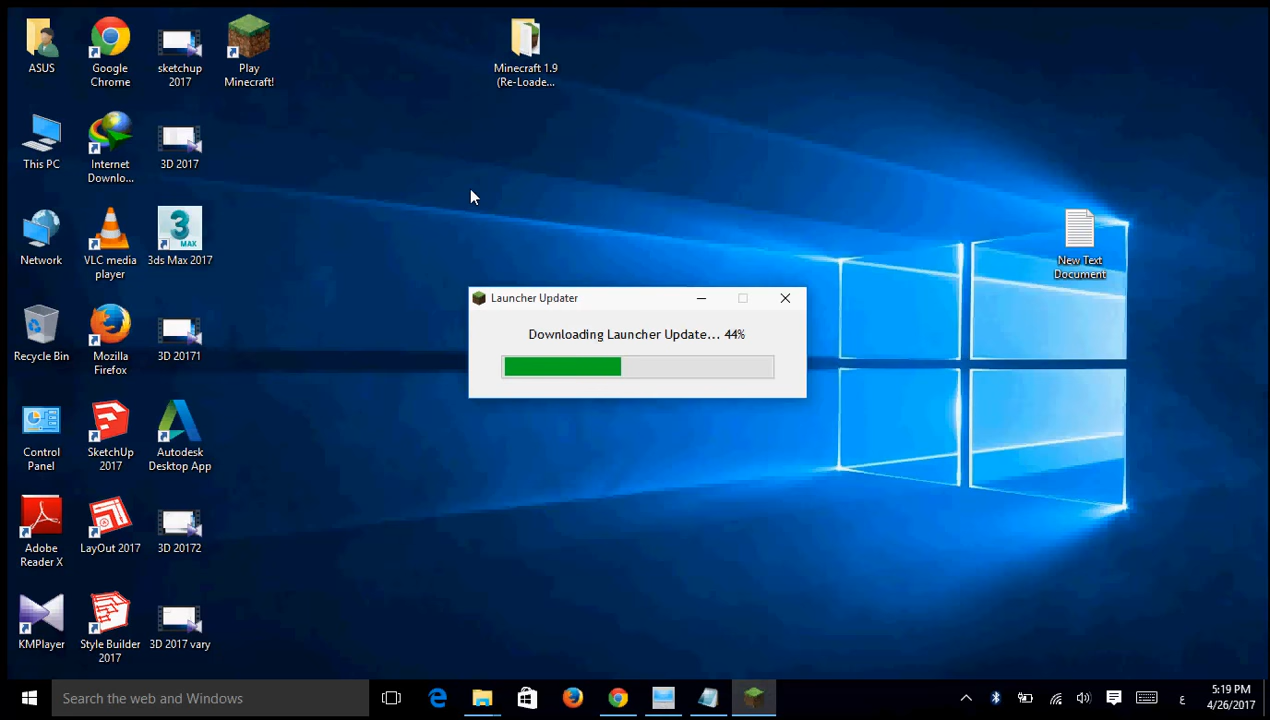 ASUS
Google
Chrome
sketchup
2017
Play
Minecraft!
Minecraft 1.9
(Re-Loade...
This PC
Internet
Downlo...
3D 2017
Network
VLC media
player
3
MAX
3ds Max 2017
New Text
Document
Launcher Updater
Downloading Launcher Update... 44%
Recycle Bin
Mozilla
Firefox
3D 20171
Control
Panel
SketchUp
2017
Autodesk
Desktop App
Adobe
Reader X
LayOut 2017
3D 20172
KMPlayer
Style Builder
2017
3D 2017 vary
Search the web and Windows
ع
5:19 PM
4/26/2017